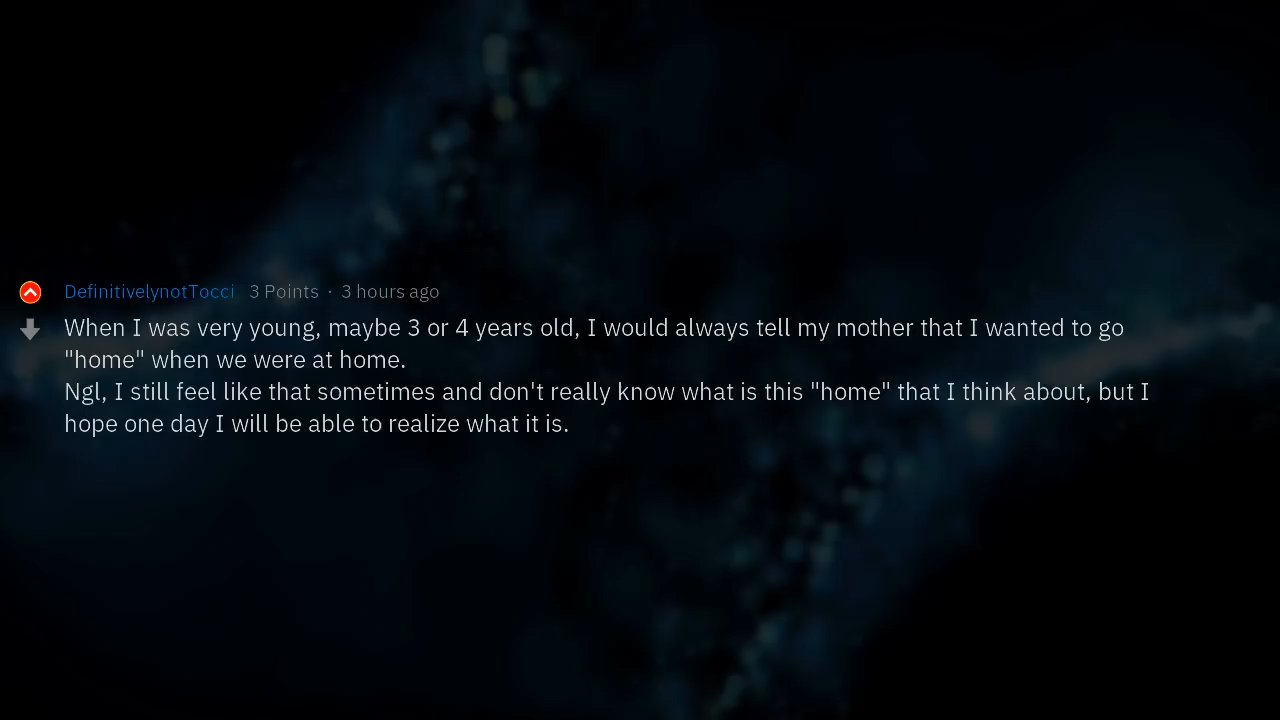 DefinitivelynotTocci 3 Points · 3 hours ago
When I was very young, maybe 3 or 4 years old, I would always tell my mother that I wanted to go
"home" when we were at home.
Ngl, I still feel like that sometimes and don't really know what is this "home" that I think about, but I
hope one day I will be able to realize what it is.